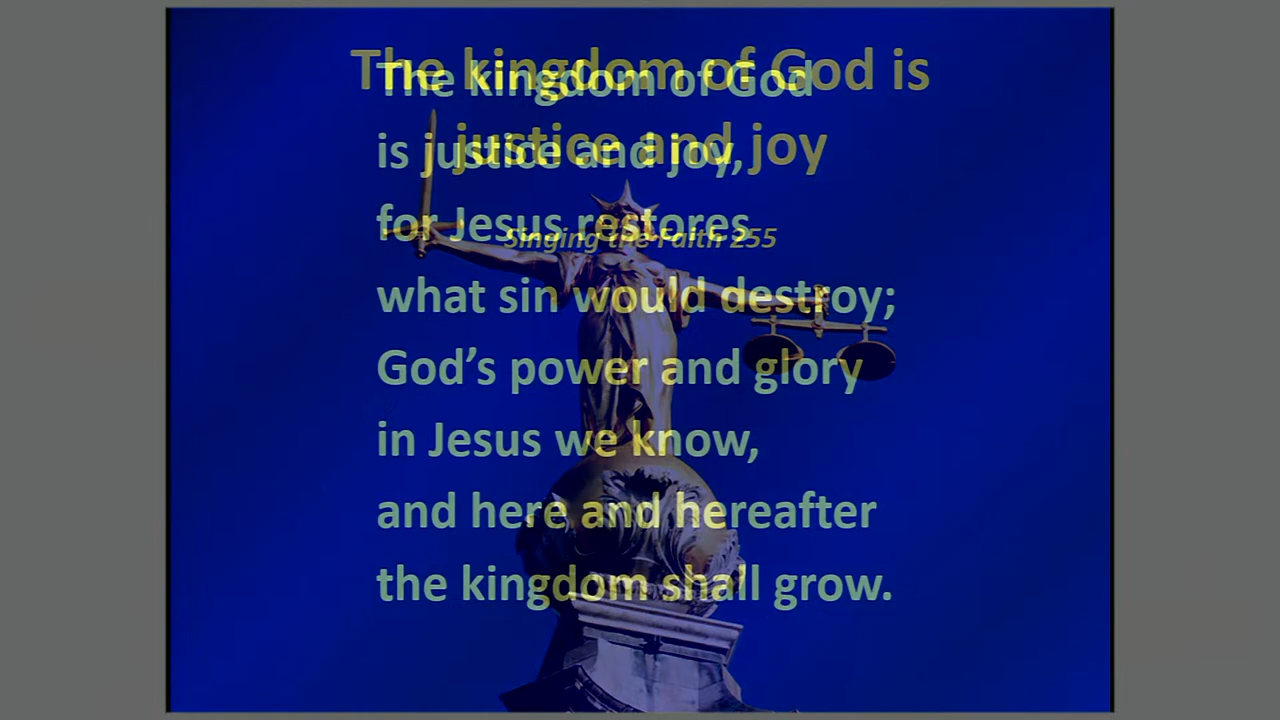 The kingdom of God is
justice and joy
Singing the Faith 255
The kingdom of God
is justice and joy,
for Jesus restores
what sin would destroy;
God’s power and glory
in Jesus we know,
and here and hereafter
the kingdom shall grow.